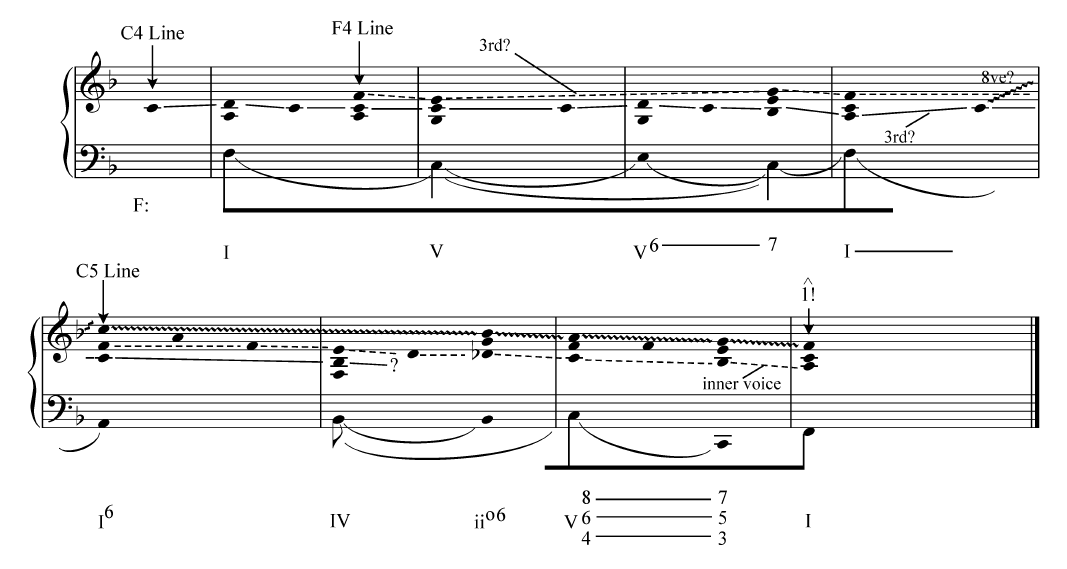 C4 Line
F4 Line
3rd?
8ve?
3rd?
F:
I V V6 7 I
C5 Line
^
1!
?
inner voice
8 7
I6 IV iio6 V 6 5 I
4 3